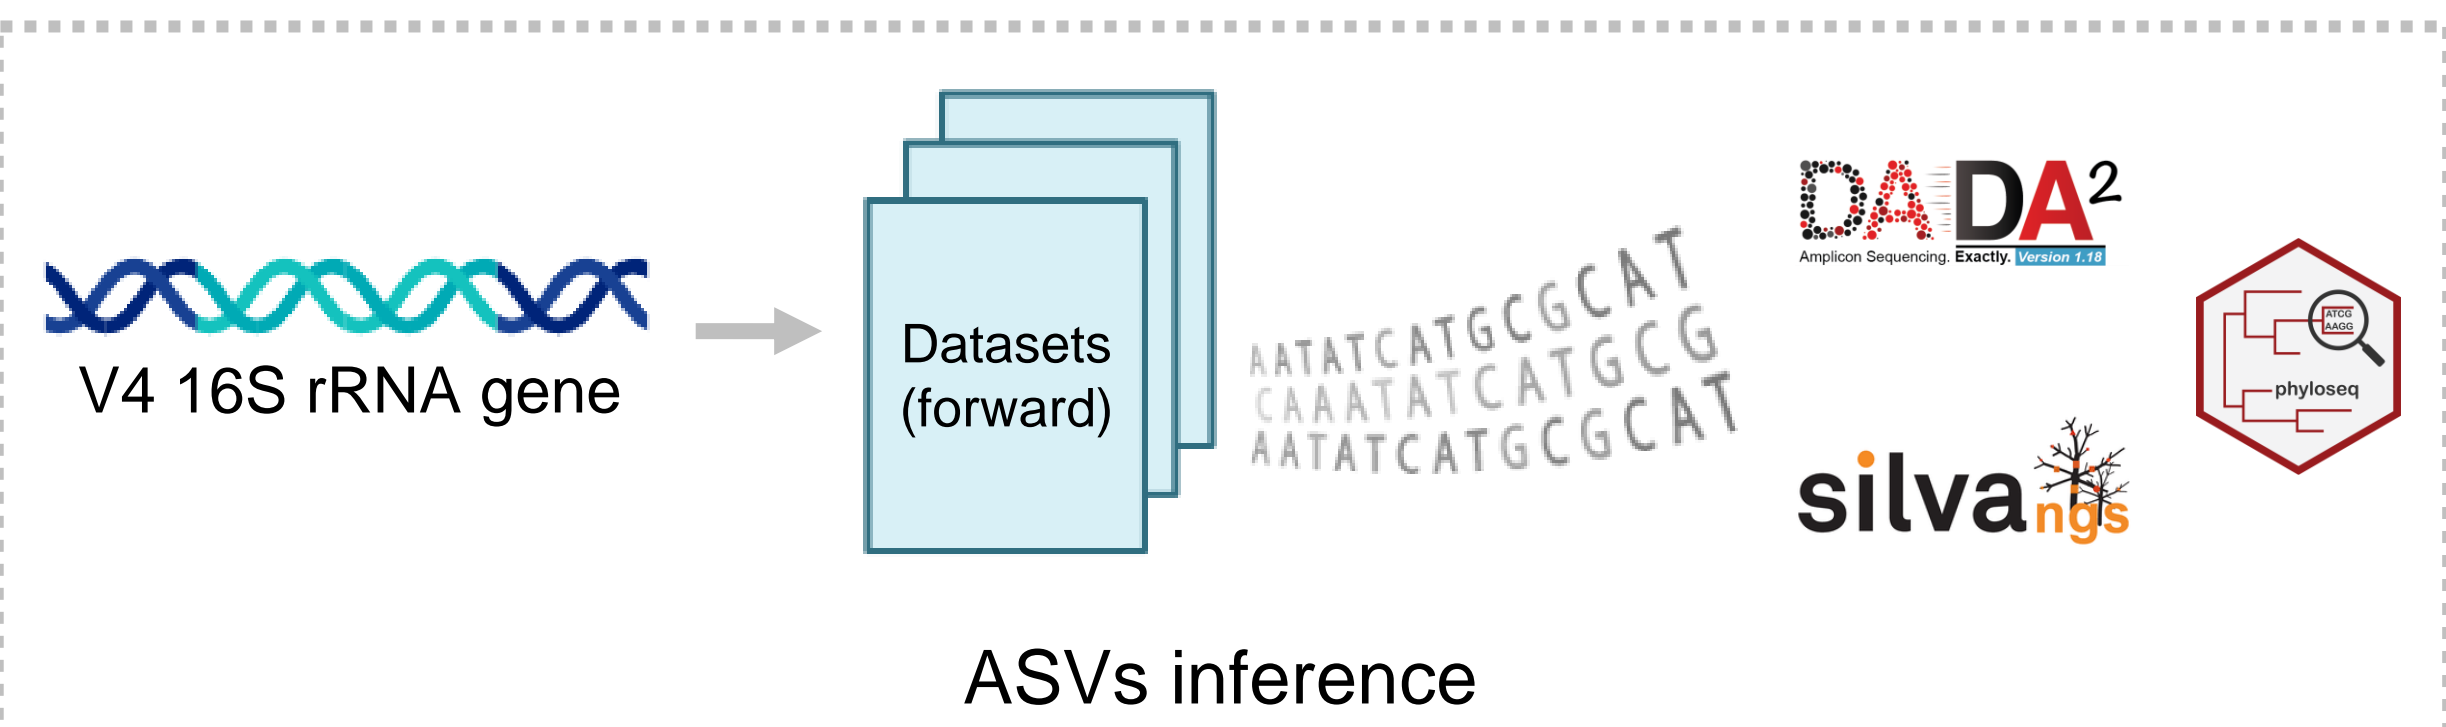 V4 16S rRNA gene
Datasets
(forward)
AATATCATGCGCAT
CAAATATCATGCG
AATATCATGCGCAT
DADA2
Amplicon Sequencing. Exactly. Version 1.18
silva
ngs
ATCG
AAGG
phyloseq
ASVs inference